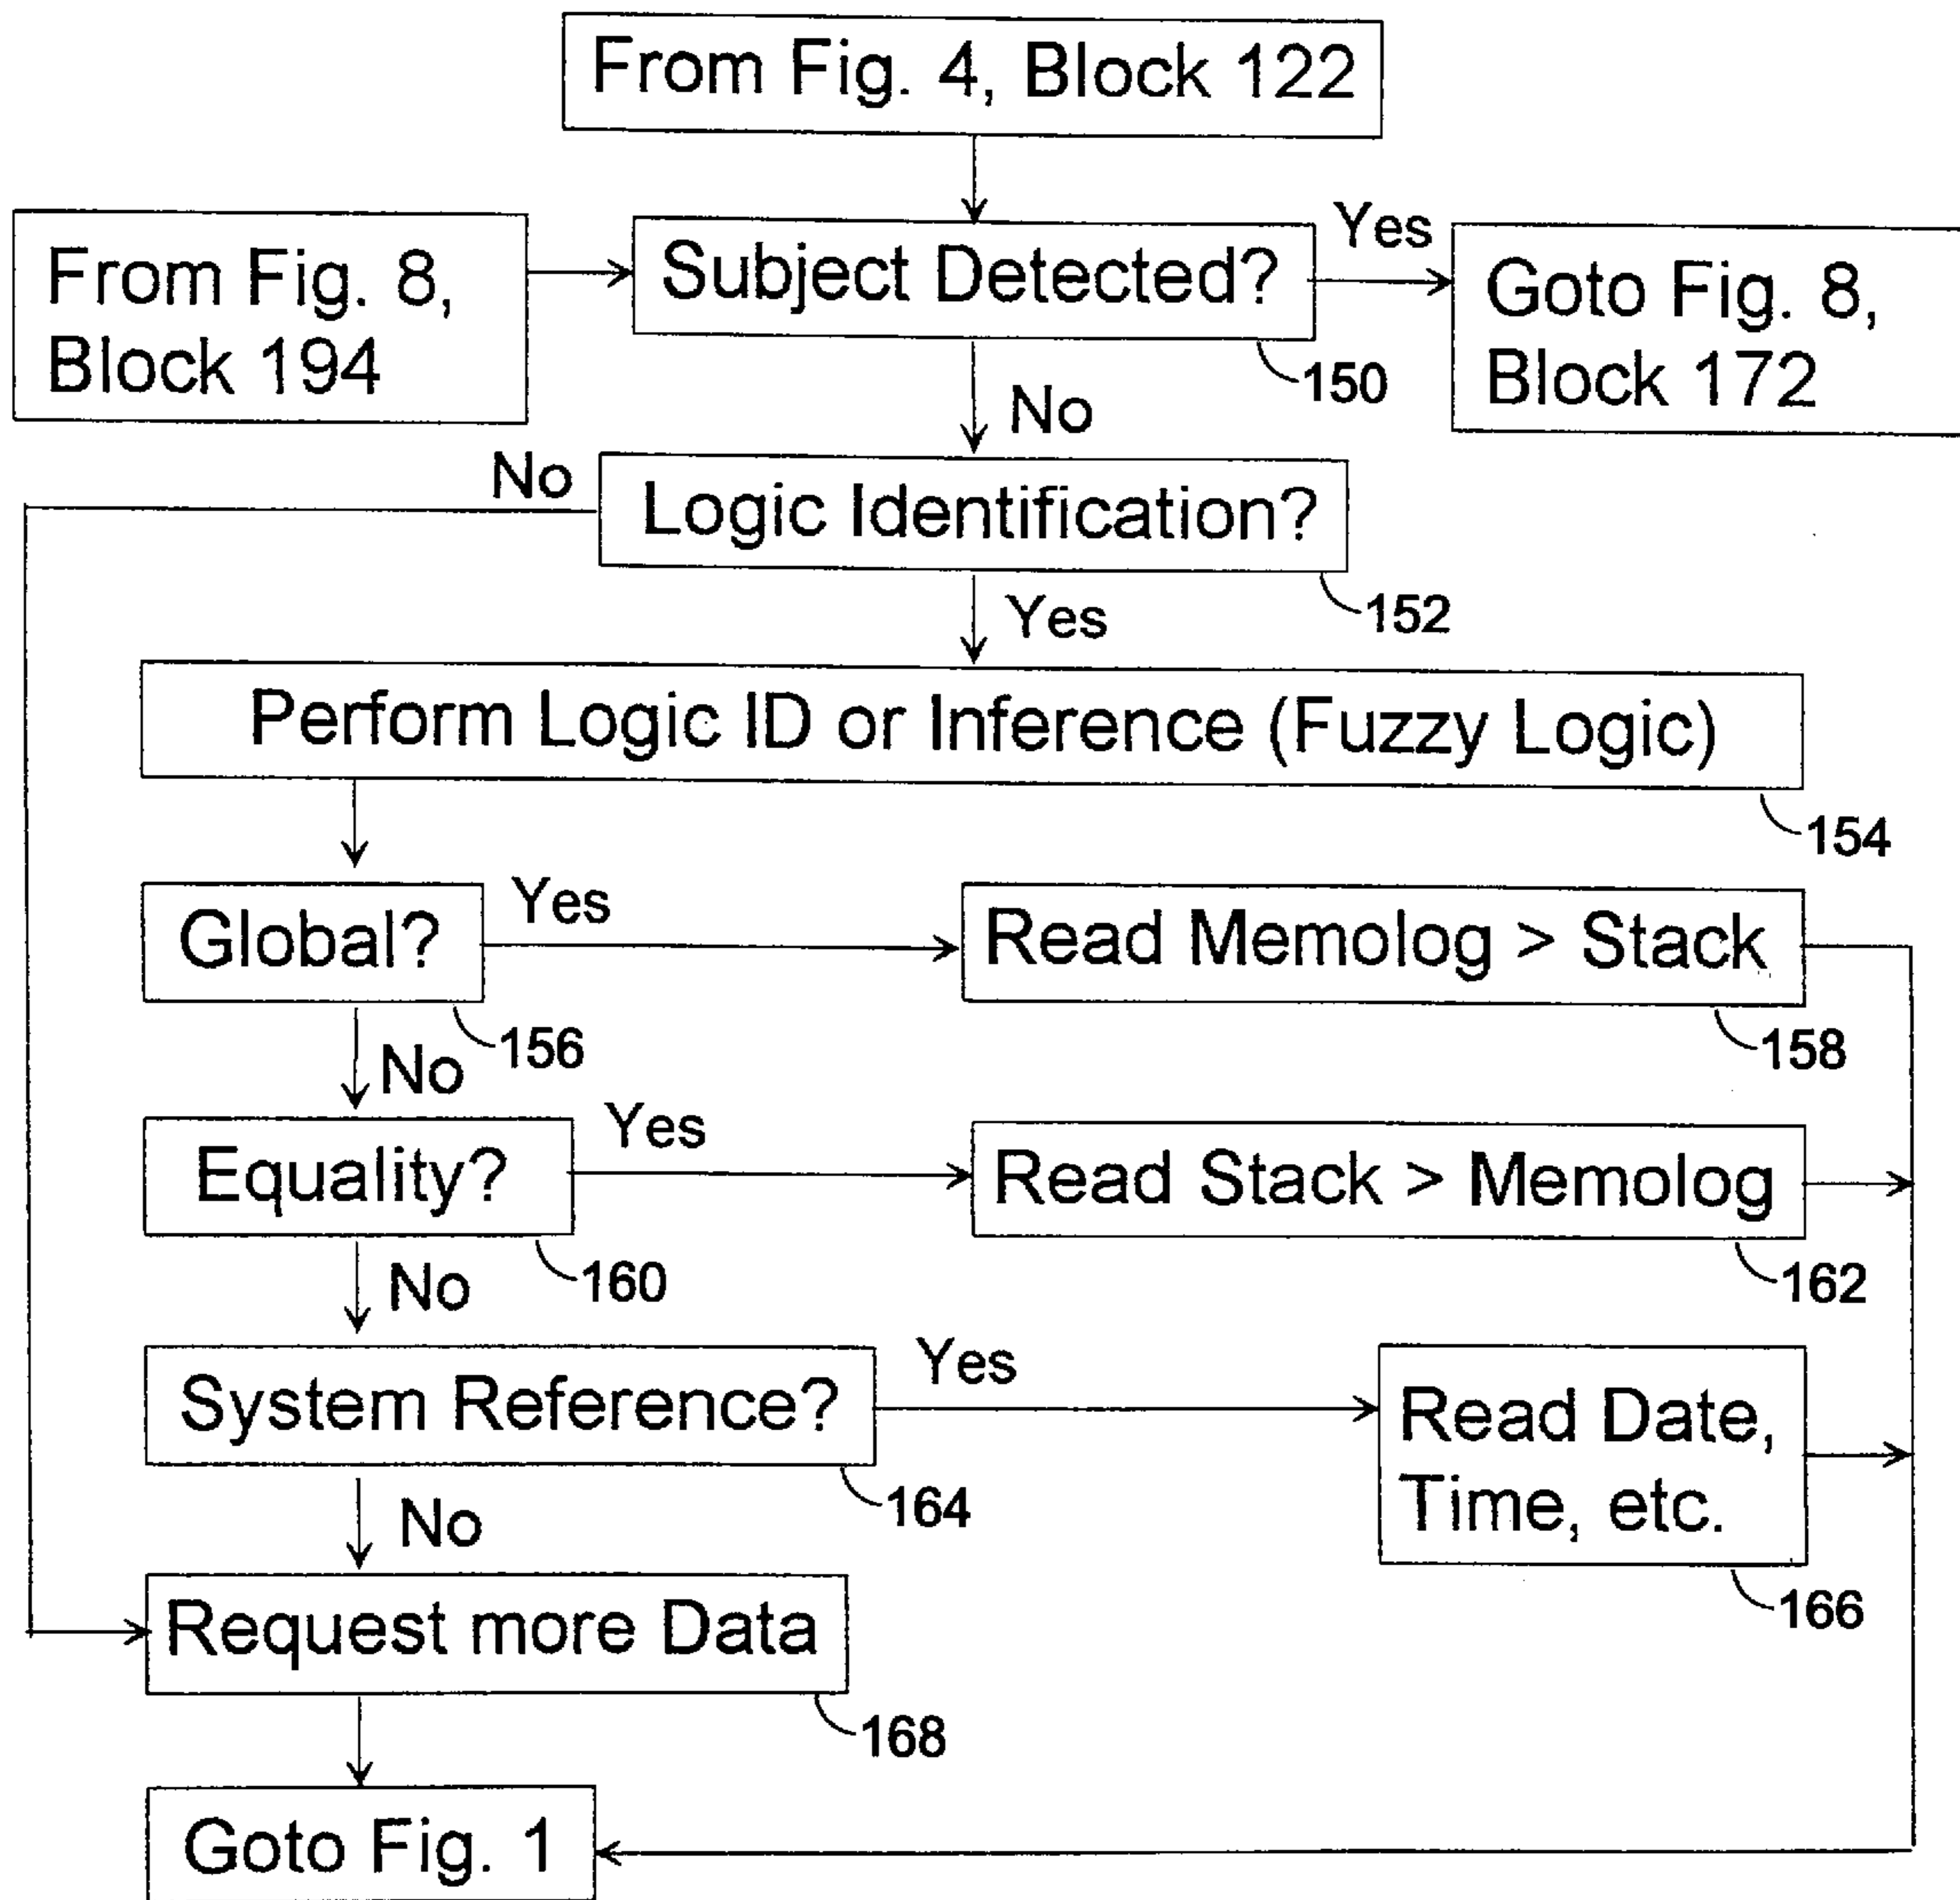 From Fig. 4, Block 122
From Fig. 8,
Block 194
Subject Detected?
150
Yes
Goto Fig. 8,
Block 172
No
No
Logic Identification?
152
Yes
Perform Logic ID or Inference (Fuzzy Logic)
154
Global?
156
Yes
Read Memolog > Stack
158
No
Equality?
160
Yes
Read Stack > Memolog
162
No
System Reference?
164
Yes
Read Date,
Time, etc.
166
No
Request more Data
168
Goto Fig. 1